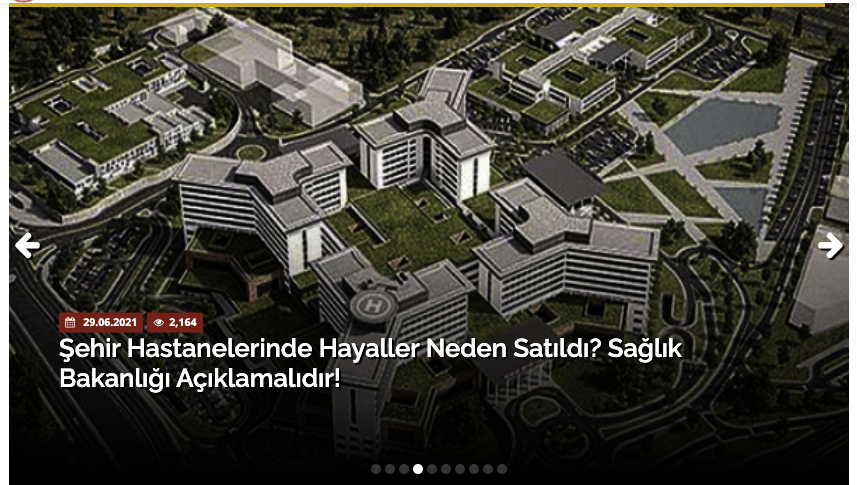 29.06.2021 2,164
Şehir Hastanelerinde Hayaller Neden Satıldı? Sağlık
Bakanlığı Açıklamalıdır!
H